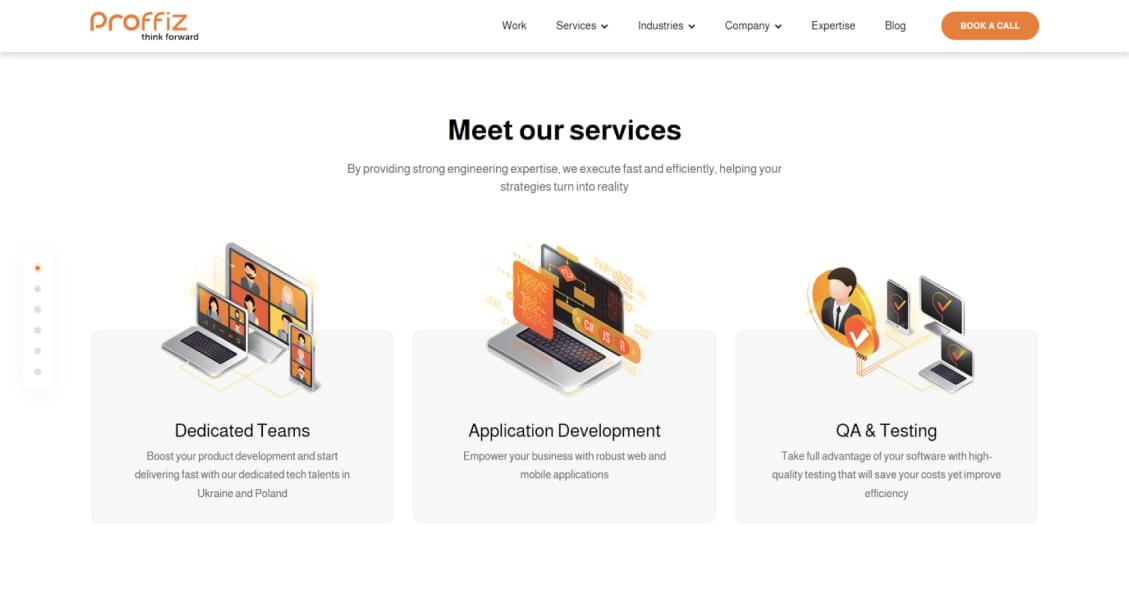 Proffiz
think forward
Work
Services
Industries
Company
Expertise
Blog
BOOK A CALL
Meet our services
By providing strong engineering expertise, we execute fast and efficiently, helping your
strategies turn into reality
C#
JS
R
Dedicated Teams
Boost your product development and start
delivering fast with our dedicated tech talents in
Ukraine and Poland
Application Development
Empower your business with robust web and
mobile applications
QA & Testing
Take full advantage of your software with high-
quality testing that will save your costs yet improve
efficiency